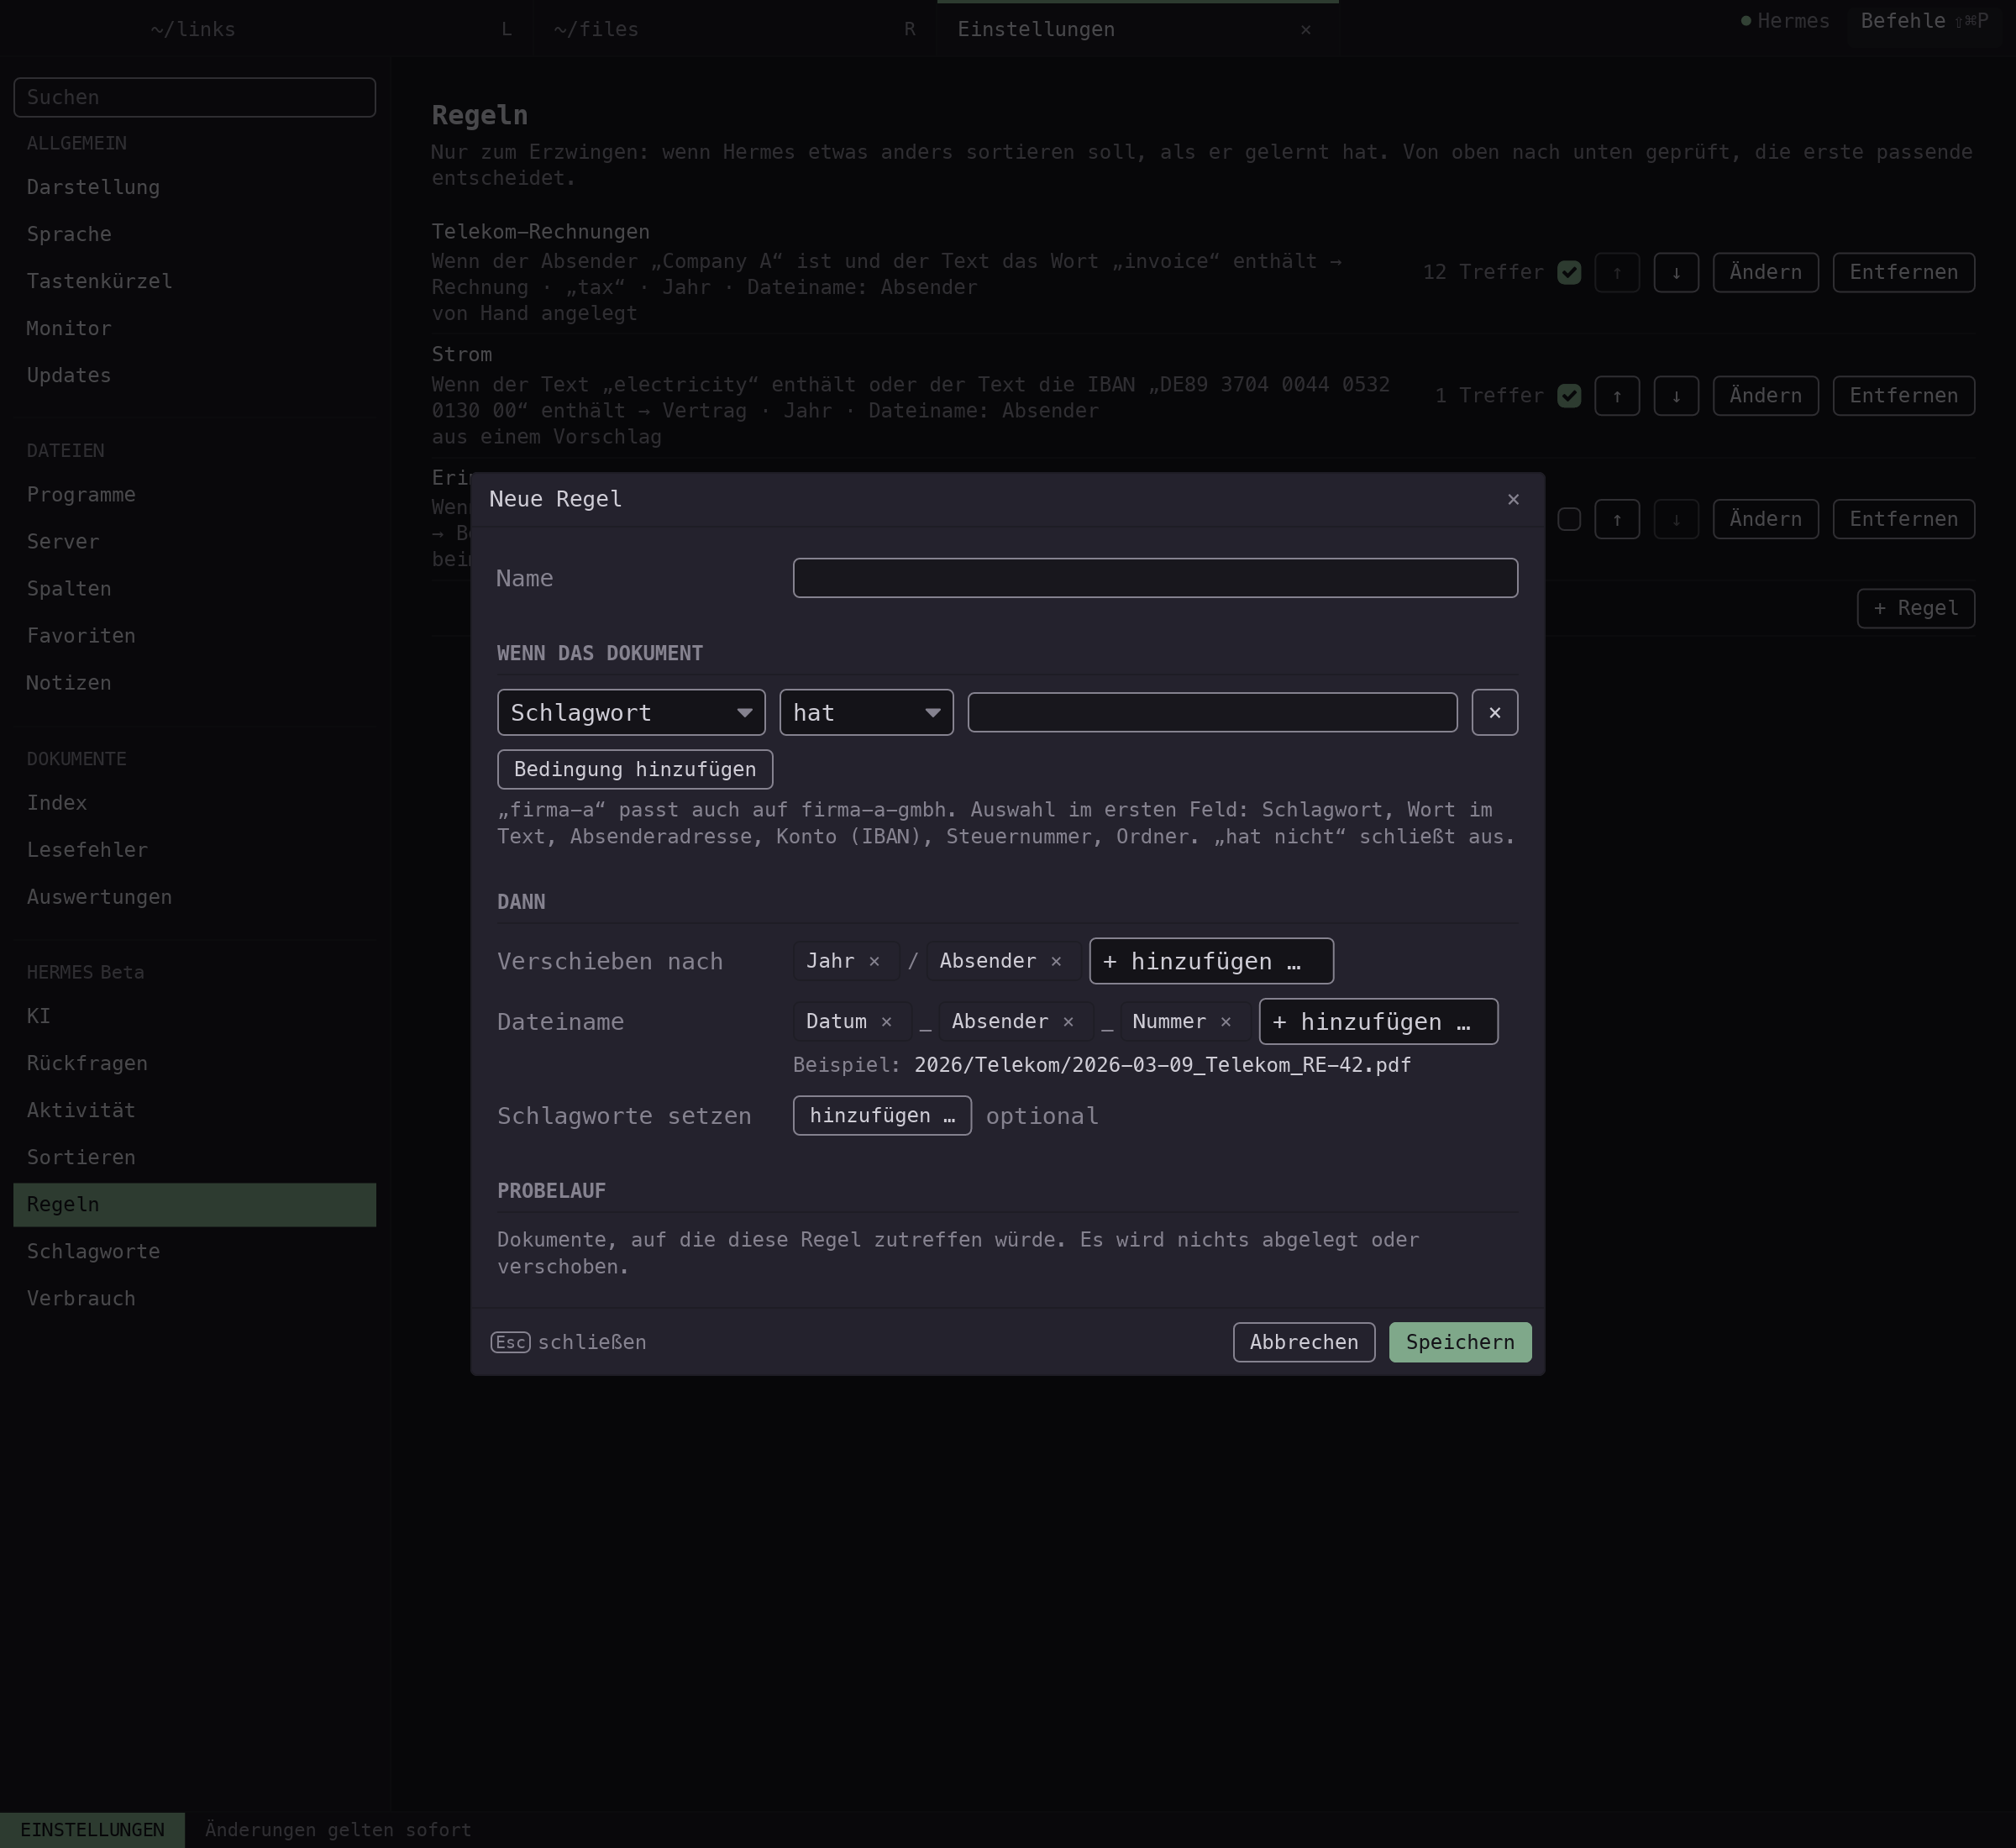 ~/links L ~/files R Einstellungen × Hermes Befehle ⇧⌘P
Suchen
ALLGEMEIN
Darstellung
Sprache
Tastenkürzel
Monitor
Updates
DATEIEN
Programme
Server
Spalten
Favoriten
Notizen
DOKUMENTE
Index
Lesefehler
Auswertungen
HERMES Beta
KI
Rückfragen
Aktivität
Sortieren
Regeln
Schlagworte
Verbrauch
Regeln
Nur zum Erzwingen: wenn Hermes etwas anders sortieren soll, als er gelernt hat. Von oben nach unten geprüft, die erste passende
entscheidet.
Telekom-Rechnungen
Wenn der Absender „Company A“ ist und der Text das Wort „invoice“ enthält →
Rechnung · „tax“ · Jahr · Dateiname: Absender
von Hand angelegt
12 Treffer ↑ ↓ Ändern Entfernen
Strom
Wenn der Text „electricity“ enthält oder der Text die IBAN „DE89 3704 0044 0532
0130 00“ enthält → Vertrag · Jahr · Dateiname: Absender
aus einem Vorschlag
1 Treffer ↑ ↓ Ändern Entfernen
↑ ↓ Ändern Entfernen
+ Regel
Neue Regel ×
Name
WENN DAS DOKUMENT
Schlagwort hat ×
Bedingung hinzufügen
„firma-a“ passt auch auf firma-a-gmbh. Auswahl im ersten Feld: Schlagwort, Wort im
Text, Absenderadresse, Konto (IBAN), Steuernummer, Ordner. „hat nicht“ schließt aus.
DANN
Verschieben nach Jahr × / Absender × + hinzufügen …
Dateiname Datum × _ Absender × _ Nummer × + hinzufügen …
Beispiel: 2026/Telekom/2026-03-09_Telekom_RE-42.pdf
Schlagworte setzen hinzufügen … optional
PROBELAUF
Dokumente, auf die diese Regel zutreffen würde. Es wird nichts abgelegt oder
verschoben.
Esc schließen Abbrechen Speichern
EINSTELLUNGEN Änderungen gelten sofort